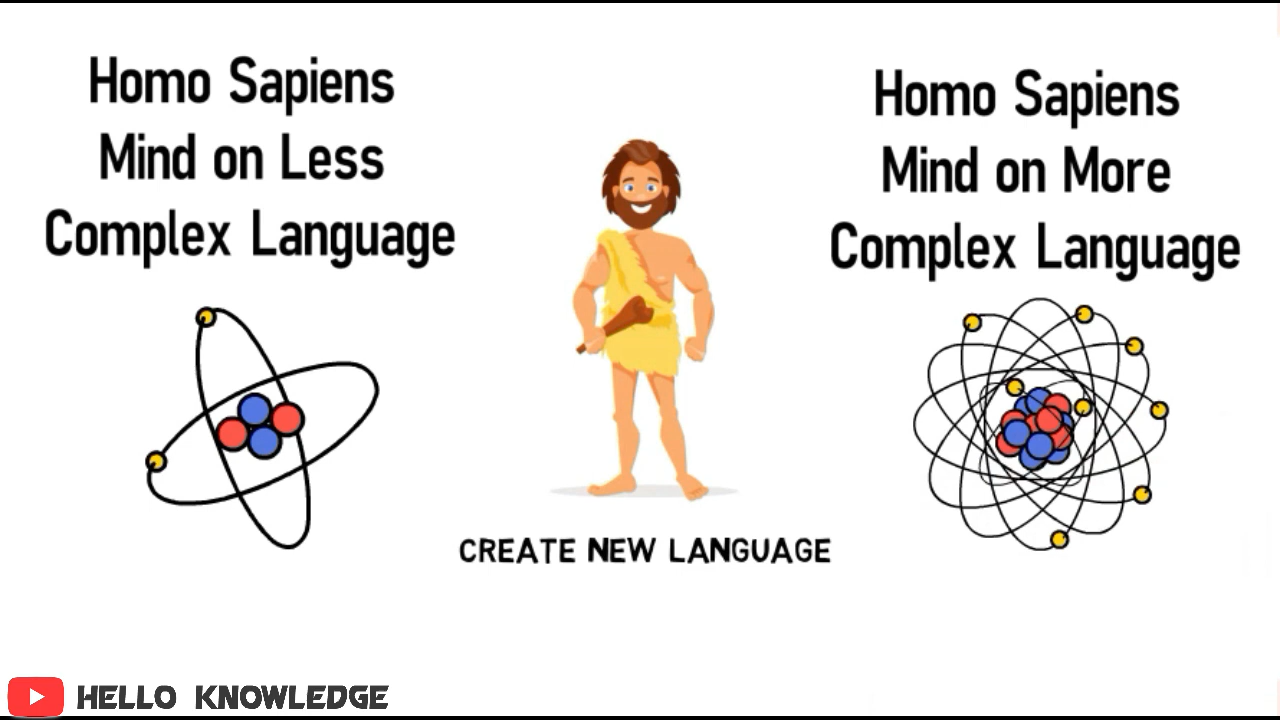 Homo Sapiens
Mind on Less
Complex Language
Homo Sapiens
Mind on More
Complex Language
CREATE NEW LANGUAGE
HELLO KNOWLEDGE